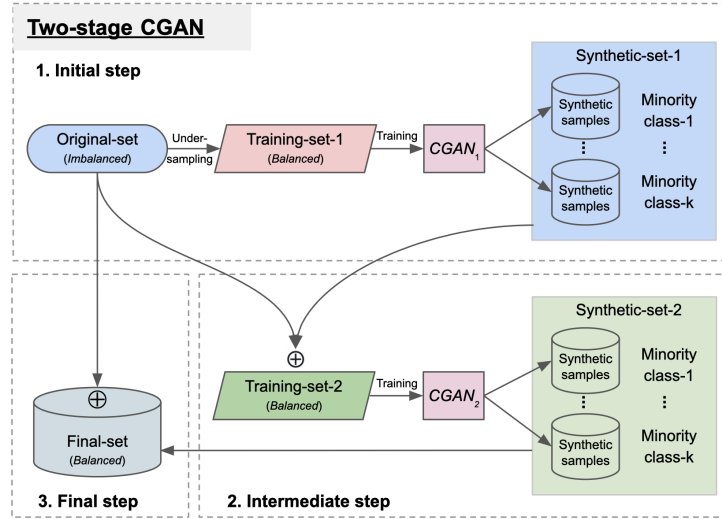 Two-stage CGAN
1. Initial step
Original-set
(Imbalanced)
Under-
sampling
Training-set-1
(Balanced)
Training
CGAN1
Synthetic-set-1
Synthetic
samples
Minority
class-1
⋮
⋮
Synthetic
samples
Minority
class-k
⊕
Training-set-2
(Balanced)
Training
CGAN2
Synthetic-set-2
Synthetic
samples
Minority
class-1
⋮
⋮
Synthetic
samples
Minority
class-k
⊕
Final-set
(Balanced)
3. Final step
2. Intermediate step